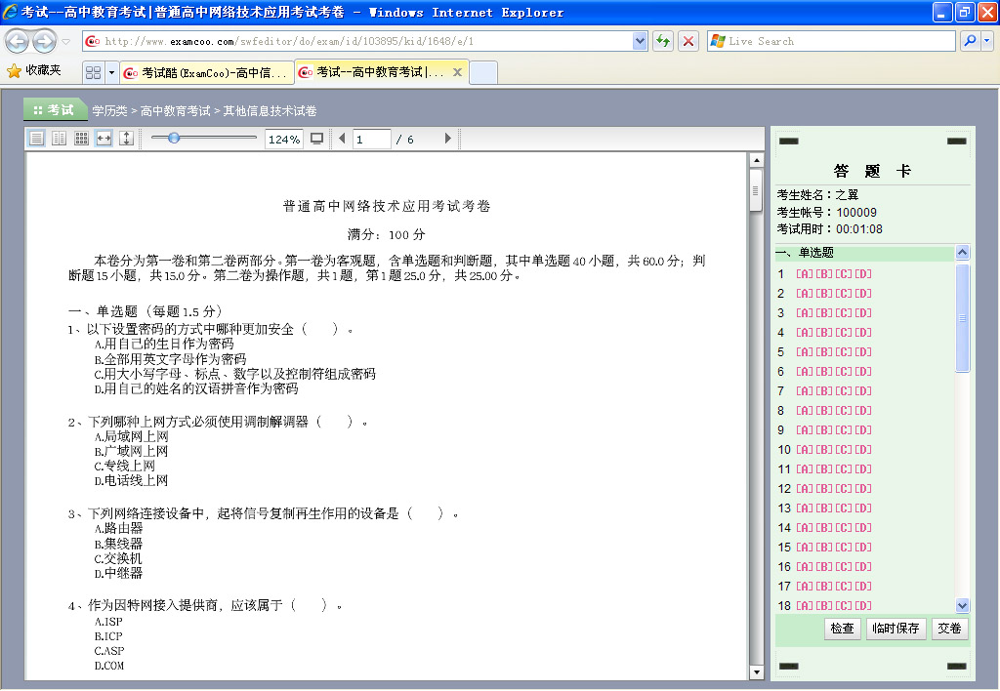 考试--高中教育考试|普通高中网络技术应用考试考卷 - Windows Internet Explorer
http://www.examcoo.com/swfeditor/do/exam/id/103895/kid/1648/e/1
Live Search
收藏夹
考试酷(ExamCoo)-高中信...
考试--高中教育考试|...
考试
学历类 > 高中教育考试 > 其他信息技术试卷
124%
1 / 6
普通高中网络技术应用考试考卷
满分：100 分
本卷分为第一卷和第二卷两部分。第一卷为客观题，含单选题和判断题，其中单选题 40 小题，共 60.0 分；判
断题 15 小题，共 15.0 分。第二卷为操作题，共 1 题，第 1 题 25.0 分，共 25.00 分。
一、单选题（每题 1.5 分）
1、以下设置密码的方式中哪种更加安全（　　）。
A.用自己的生日作为密码
B.全部用英文字母作为密码
C.用大小写字母、标点、数字以及控制符组成密码
D.用自己的姓名的汉语拼音作为密码
2、下列哪种上网方式必须使用调制解调器（　　）。
A.局域网上网
B.广域网上网
C.专线上网
D.电话线上网
3、下列网络连接设备中，起将信号复制再生作用的设备是（　　）。
A.路由器
B.集线器
C.交换机
D.中继器
4、作为因特网接入提供商，应该属于（　　）。
A.ISP
B.ICP
C.ASP
D.COM
答 题 卡
考生姓名：之翼
考生帐号：100009
考试用时：00:01:08
一、单选题
1 [A][B][C][D]
2 [A][B][C][D]
3 [A][B][C][D]
4 [A][B][C][D]
5 [A][B][C][D]
6 [A][B][C][D]
7 [A][B][C][D]
8 [A][B][C][D]
9 [A][B][C][D]
10 [A][B][C][D]
11 [A][B][C][D]
12 [A][B][C][D]
13 [A][B][C][D]
14 [A][B][C][D]
15 [A][B][C][D]
16 [A][B][C][D]
17 [A][B][C][D]
18 [A][B][C][D]
检查 临时保存 交卷